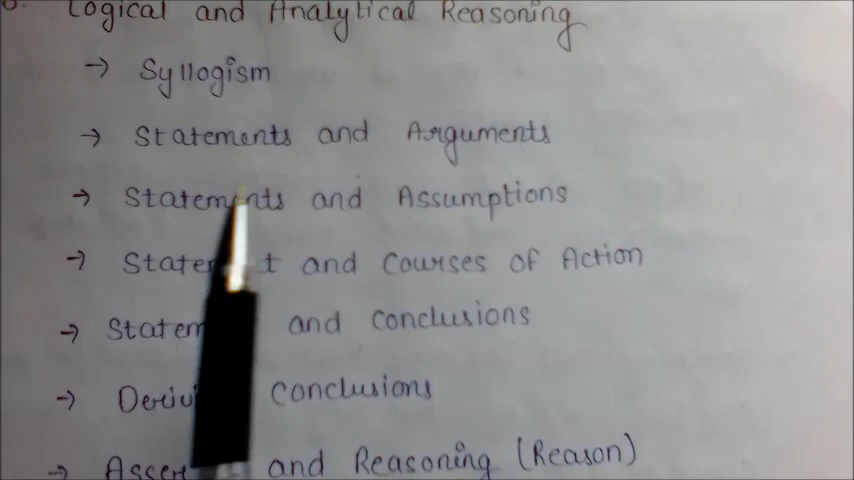 Logical and Analytical Reasoning
→ Syllogism
→ Statements and Arguments
→ Statements and Assumptions
→ and Courses of Action
→ and Conclusions
→ Conclusions
→ and Reasoning (Reason)